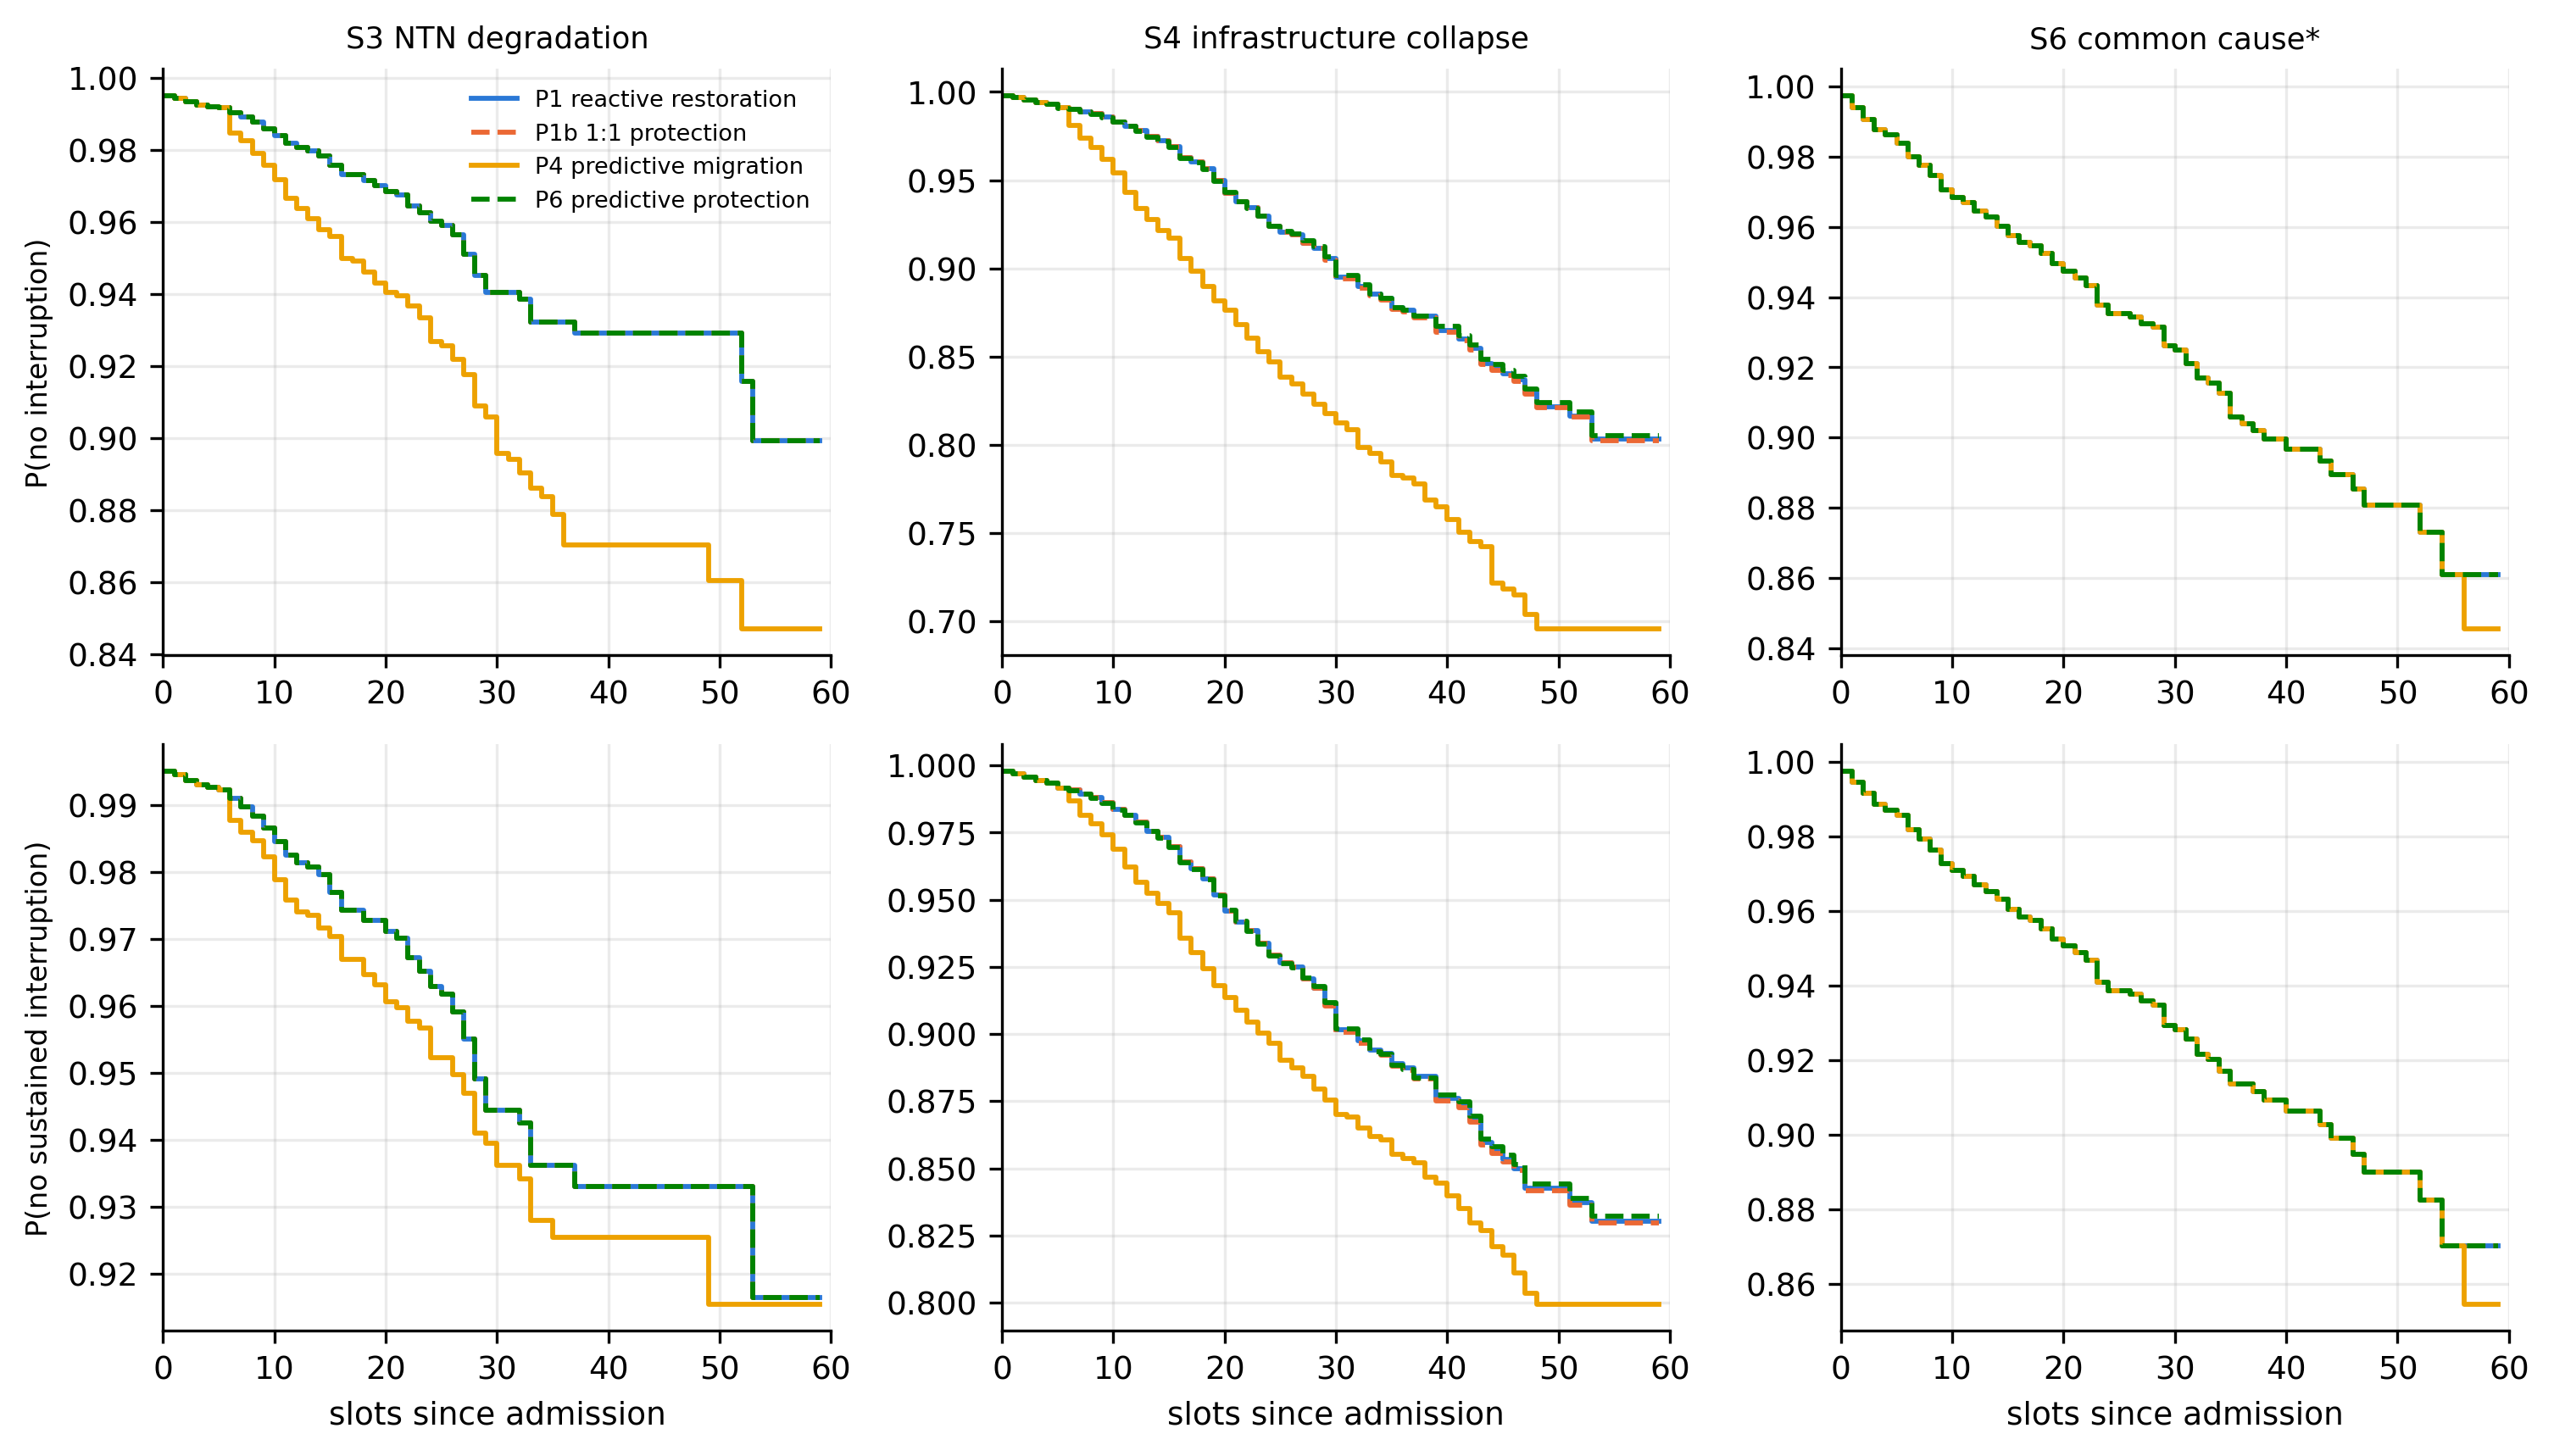 S3 NTN degradation
S4 infrastructure collapse
S6 common cause*
P(no interruption)
1.00
0.98
0.96
0.94
0.92
0.90
0.88
0.86
0.84
P1 reactive restoration
P1b 1:1 protection
P4 predictive migration
P6 predictive protection
0 10 20 30 40 50 60
1.00
0.95
0.90
0.85
0.80
0.75
0.70
0 10 20 30 40 50 60
1.00
0.98
0.96
0.94
0.92
0.90
0.88
0.86
0.84
0 10 20 30 40 50 60
P(no sustained interruption)
0.99
0.98
0.97
0.96
0.95
0.94
0.93
0.92
0 10 20 30 40 50 60
slots since admission
1.000
0.975
0.950
0.925
0.900
0.875
0.850
0.825
0.800
0 10 20 30 40 50 60
slots since admission
1.00
0.98
0.96
0.94
0.92
0.90
0.88
0.86
0 10 20 30 40 50 60
slots since admission